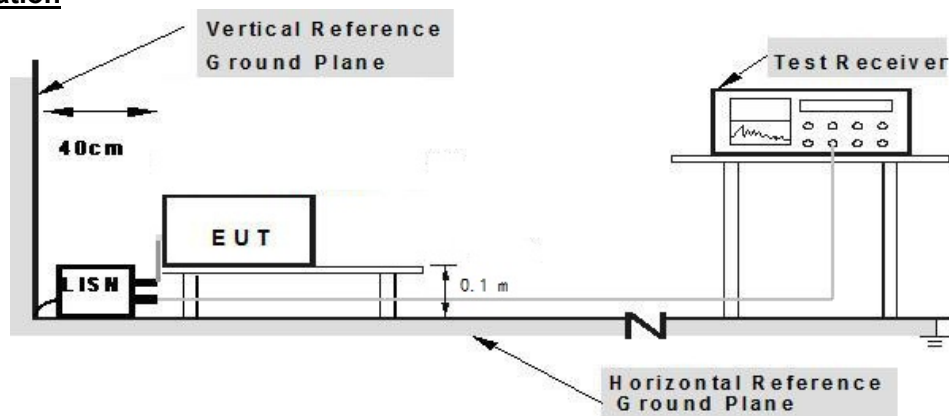 Vertical Reference
Ground Plane
Test Receiver
40cm
EUT
LISN
0.1 m
Horizontal Reference
Ground Plane